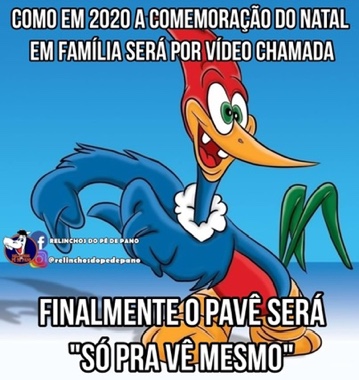 COMO EM 2020 A COMEMORAÇÃO DO NATAL
EM FAMÍLIA SERÁ POR VÍDEO CHAMADA
RELINCHOS DO PÉ DE PANO
@relinchosdopedepano
FINALMENTE O PAVÊ SERÁ
"SÓ PRA VÊ MESMO"